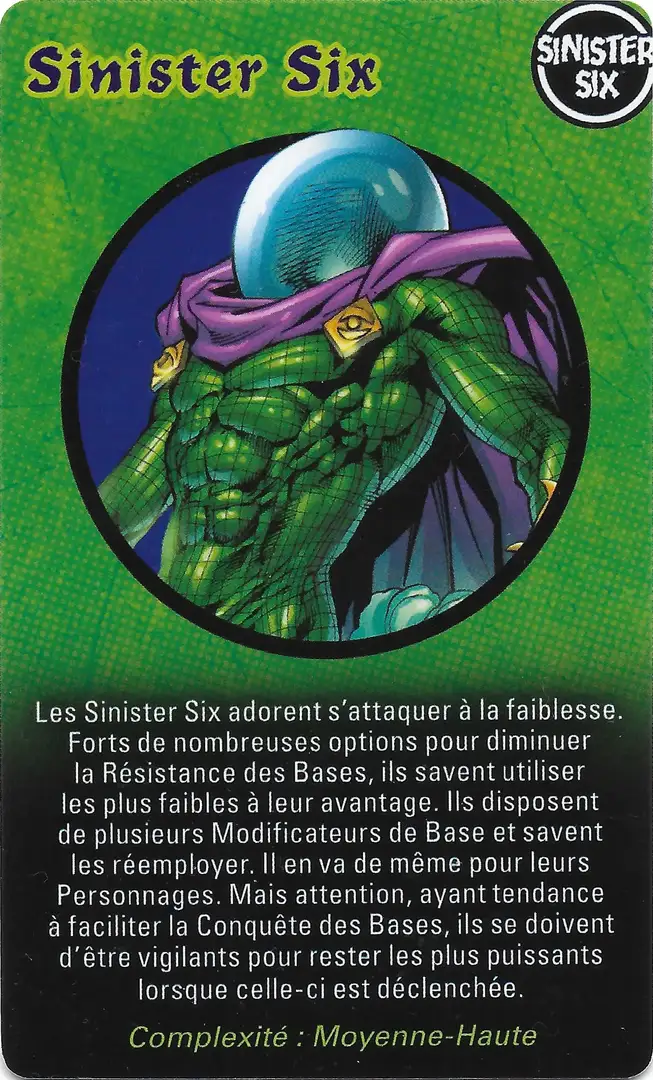 Sinister Six
SINISTER
SIX
Les Sinister Six adorent s'attaquer à la faiblesse.
Forts de nombreuses options pour diminuer
la Résistance des Bases, ils savent utiliser
les plus faibles à leur avantage. Ils disposent
de plusieurs Modificateurs de Base et savent
les réemployer. Il en va de même pour leurs
Personnages. Mais attention, ayant tendance
à faciliter la Conquête des Bases, ils se doivent
d'être vigilants pour rester les plus puissants
lorsque celle-ci est déclenchée.
Complexité : Moyenne-Haute